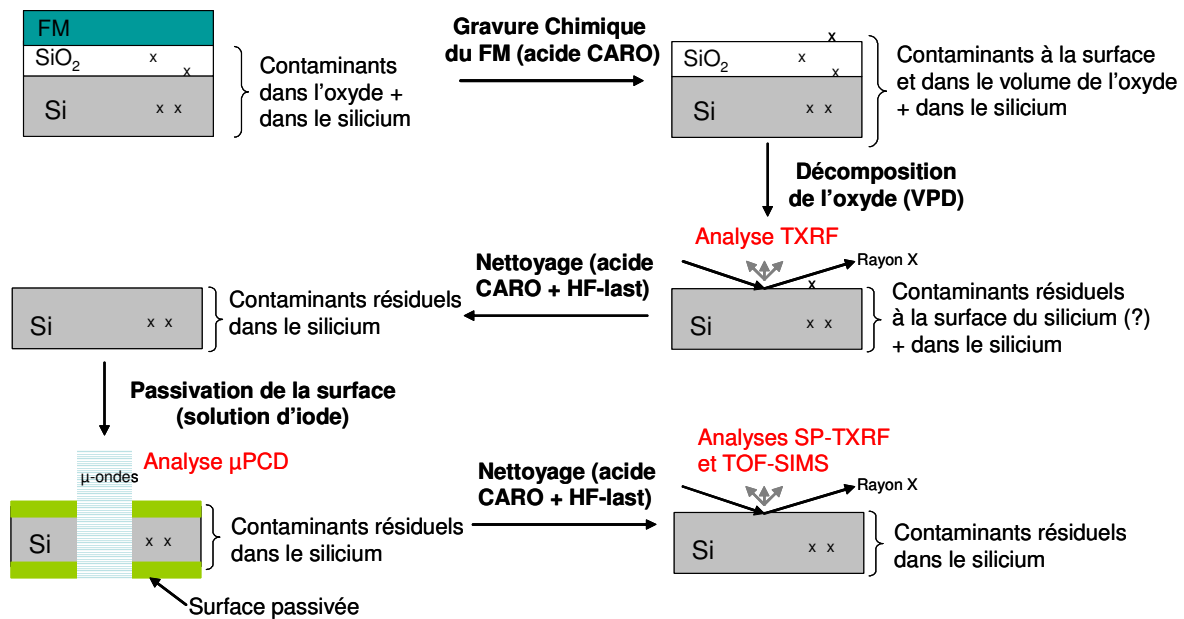 FM
SiO2
x
x
Si
x x
Contaminants
dans l'oxyde +
dans le silicium
Gravure Chimique
du FM (acide CARO)
x
SiO2
x
x
Si
x x
Contaminants à la surface
et dans le volume de l'oxyde
+ dans le silicium
Décomposition
de l'oxyde (VPD)
Analyse TXRF
Rayon X
x
Si
x x
Contaminants résiduels
à la surface du silicium (?)
+ dans le silicium
Nettoyage (acide
CARO + HF-last)
Si
x x
Contaminants résiduels
dans le silicium
Passivation de la surface
(solution d'iode)
Analyse µPCD
µ-ondes
Si
x x
Contaminants résiduels
dans le silicium
Surface passivée
Nettoyage (acide
CARO + HF-last)
Analyses SP-TXRF
et TOF-SIMS
Rayon X
Si
x x
Contaminants résiduels
dans le silicium